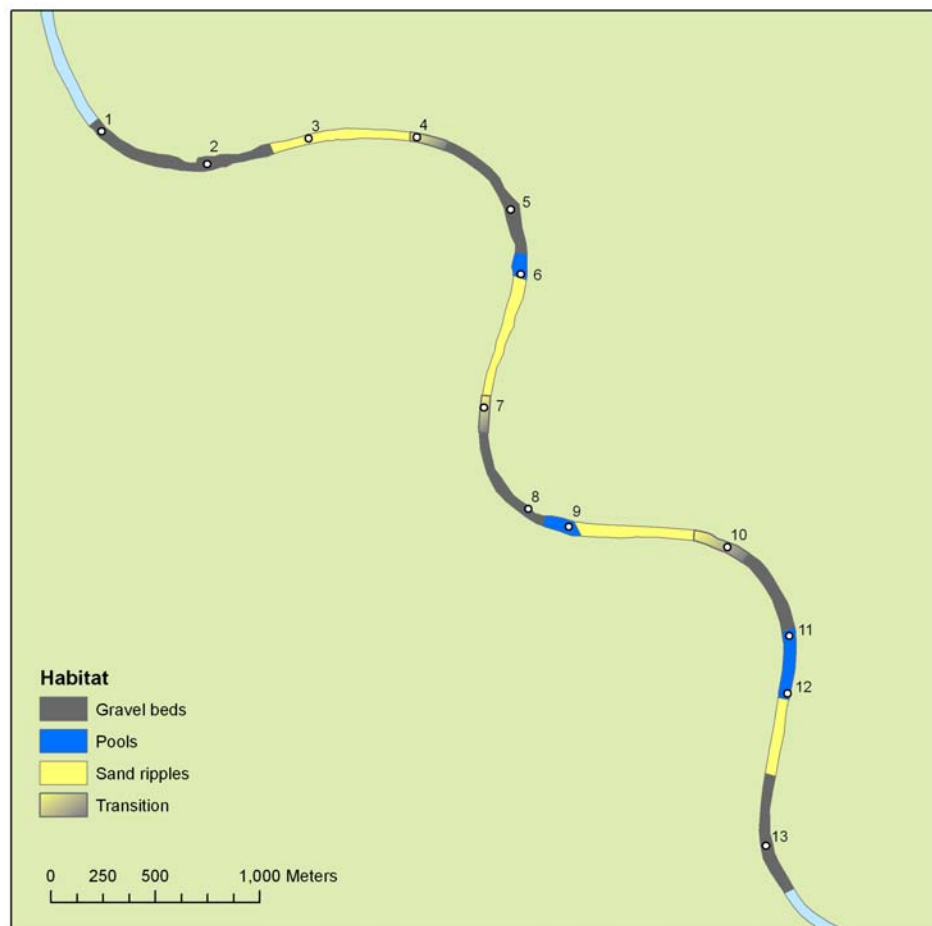 1
2
3
4
5
6
7
8
9
10
11
12
13
Habitat
Gravel beds
Pools
Sand ripples
Transition
0 250 500 1,000 Meters